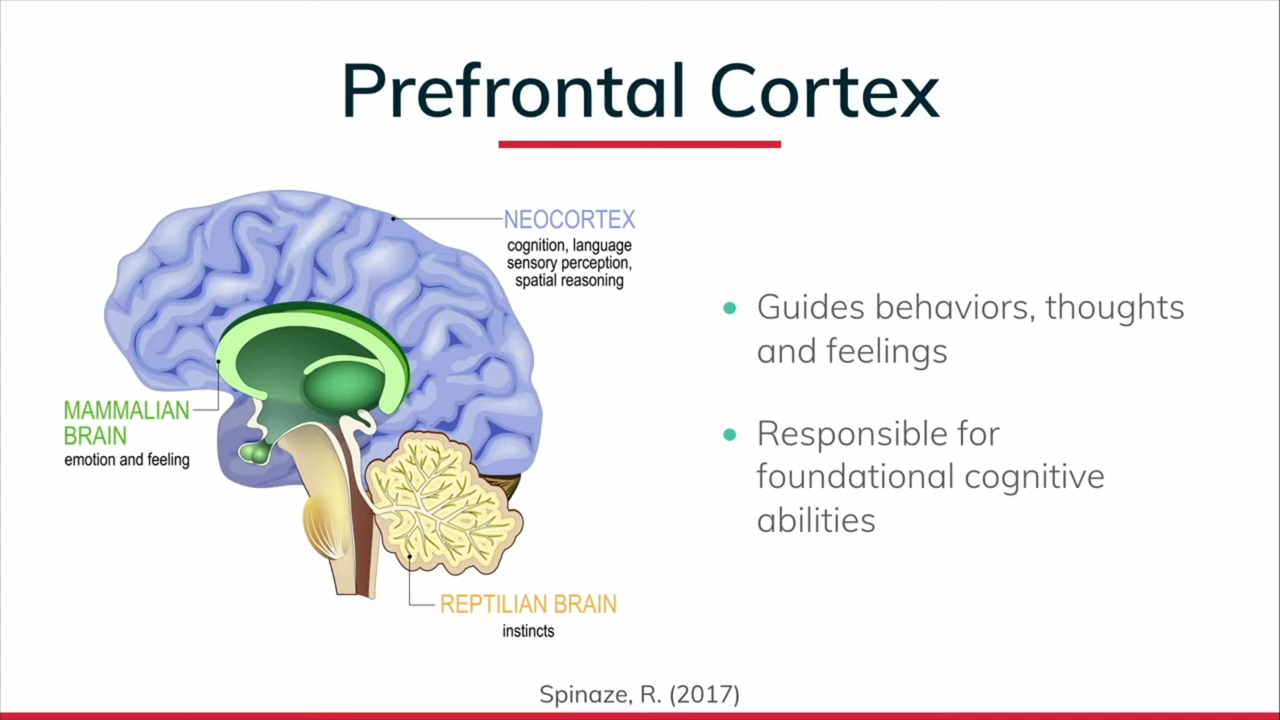 Prefrontal Cortex
NEOCORTEX
cognition, language
sensory perception,
spatial reasoning
MAMMALIAN
BRAIN
emotion and feeling
REPTILIAN BRAIN
instincts
• Guides behaviors, thoughts
and feelings
• Responsible for
foundational cognitive
abilities
Spinaze, R. (2017)